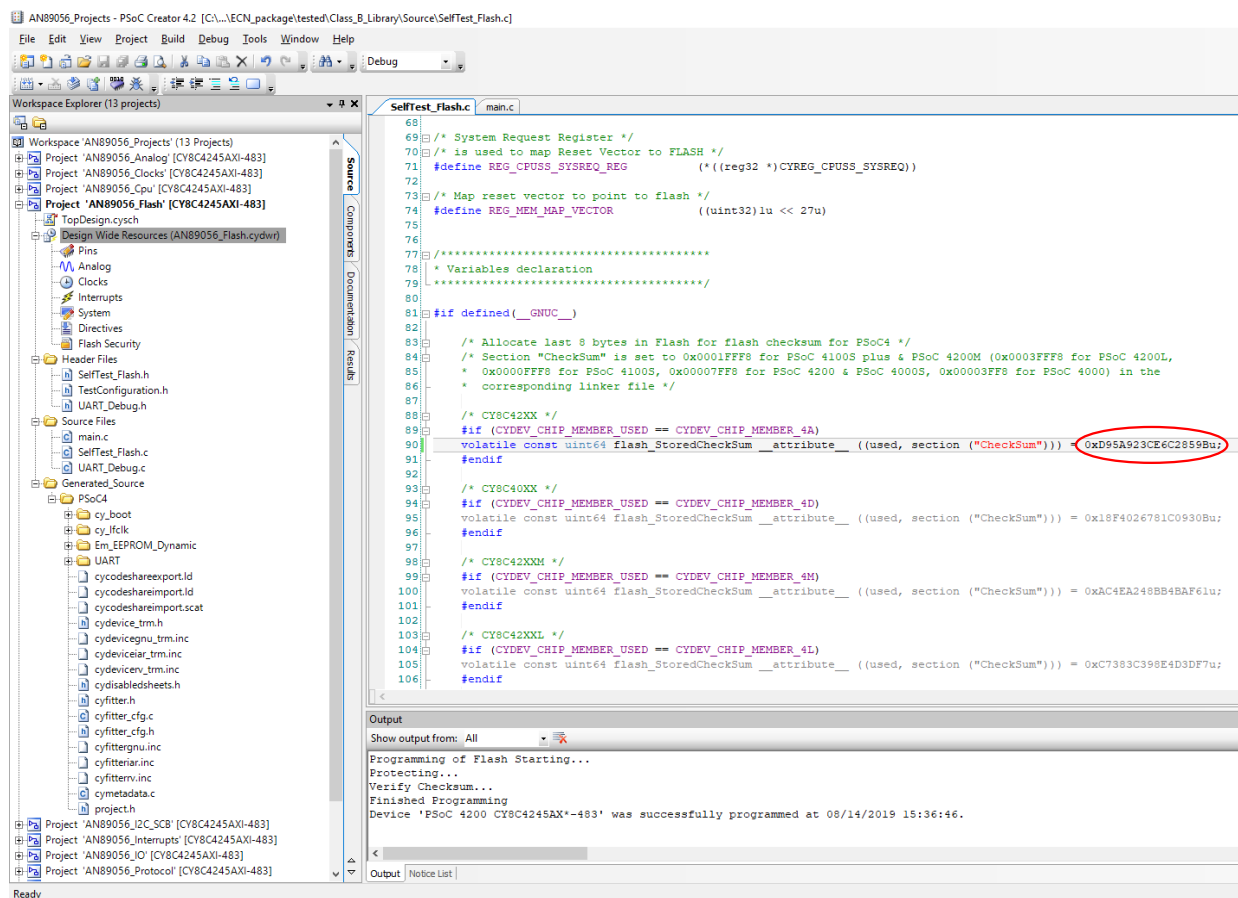 AN89056_Projects - PSoC Creator 4.2 [C:\...\ECN_package\tested\Class_B_Library\Source\SelfTest_Flash.c]
File Edit View Project Build Debug Tools Window Help
Debug
Workspace Explorer (13 projects)
Workspace 'AN89056_Projects' (13 Projects)
Project 'AN89056_Analog' [CY8C4245AXI-483]
Project 'AN89056_Clocks' [CY8C4245AXI-483]
Project 'AN89056_Cpu' [CY8C4245AXI-483]
Project 'AN89056_Flash' [CY8C4245AXI-483]
TopDesign.cysch
Design Wide Resources (AN89056_Flash.cydwr)
Pins
Analog
Clocks
Interrupts
System
Directives
Flash Security
Header Files
SelfTest_Flash.h
TestConfiguration.h
UART_Debug.h
Source Files
main.c
SelfTest_Flash.c
UART_Debug.c
Generated_Source
PSoC4
cy_boot
cy_lfclk
Em_EEPROM_Dynamic
UART
cycodeshareexport.ld
cycodeshareimport.ld
cycodeshareimport.scat
cydevice_trm.h
cydevicegnu_trm.inc
cydeviceiar_trm.inc
cydevicerv_trm.inc
cydisabledsheets.h
cyfitter.h
cyfitter_cfg.c
cyfitter_cfg.h
cyfittergnu.inc
cyfitteriar.inc
cyfitterrv.inc
cymetadata.c
project.h
Project 'AN89056_I2C_SCB' [CY8C4245AXI-483]
Project 'AN89056_Interrupts' [CY8C4245AXI-483]
Project 'AN89056_IO' [CY8C4245AXI-483]
Project 'AN89056_Protocol' [CY8C4245AXI-483]
Source
Components
Documentation
Results
SelfTest_Flash.c main.c
68
69 /* System Request Register */
70 /* is used to map Reset Vector to FLASH */
71 #define REG_CPUSS_SYSREQ_REG (*((reg32 *)CYREG_CPUSS_SYSREQ))
72
73 /* Map reset vector to point to flash */
74 #define REG_MEM_MAP_VECTOR ((uint32)1u << 27u)
75
76
77 /***************************************
78 * Variables declaration
79 ***************************************/
80
81 #if defined(__GNUC__)
82
83 /* Allocate last 8 bytes in Flash for flash checksum for PSoC4 */
84 /* Section "CheckSum" is set to 0x0001FFF8 for PSoC 4100S plus & PSoC 4200M (0x0003FFF8 for PSoC 4200L,
85 * 0x0000FFF8 for PSoC 4100S, 0x00007FF8 for PSoC 4200 & PSoC 4000S, 0x00003FF8 for PSoC 4000) in the
86 * corresponding linker file */
87
88 /* CY8C42XX */
89 #if (CYDEV_CHIP_MEMBER_USED == CYDEV_CHIP_MEMBER_4A)
90 volatile const uint64 flash_StoredCheckSum __attribute__ ((used, section ("CheckSum"))) = 0xD95A923CE6C2859Bu;
91 #endif
92
93 /* CY8C40XX */
94 #if (CYDEV_CHIP_MEMBER_USED == CYDEV_CHIP_MEMBER_4D)
95 volatile const uint64 flash_StoredCheckSum __attribute__ ((used, section ("CheckSum"))) = 0x18F4026781C0930Bu;
96 #endif
97
98 /* CY8C42XXM */
99 #if (CYDEV_CHIP_MEMBER_USED == CYDEV_CHIP_MEMBER_4M)
100 volatile const uint64 flash_StoredCheckSum __attribute__ ((used, section ("CheckSum"))) = 0xAC4EA248BB4BAF61u;
101 #endif
102
103 /* CY8C42XXL */
104 #if (CYDEV_CHIP_MEMBER_USED == CYDEV_CHIP_MEMBER_4L)
105 volatile const uint64 flash_StoredCheckSum __attribute__ ((used, section ("CheckSum"))) = 0xC7383C398E4D3DF7u;
106 #endif
Output
Show output from: All
Programming of Flash Starting...
Protecting...
Verify Checksum...
Finished Programming
Device 'PSoC 4200 CY8C4245AX*-483' was successfully programmed at 08/14/2019 15:36:46.
Output Notice List
Ready